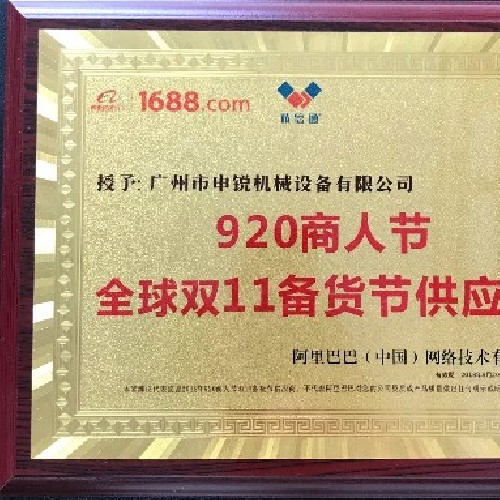 1688.com
诚信通
授予: 广州市申锐机械设备有限公司
920商人节
全球双11备货节供应
阿里巴巴（中国）网络技术有